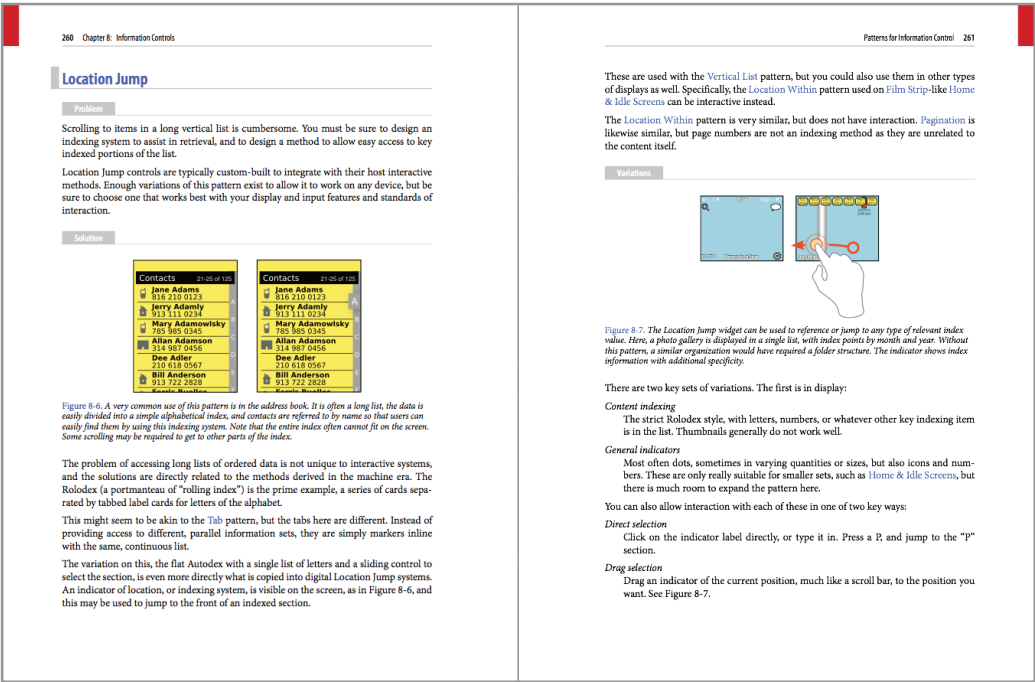 260 Chapter 8: Information Controls
Location Jump
Problem
Scrolling to items in a long vertical list is cumbersome. You must be sure to design an
indexing system to assist in retrieval, and to design a method to allow easy access to key
indexed portions of the list.
Location Jump controls are typically custom-built to integrate with their host interactive
methods. Enough variations of this pattern exist to allow it to work on any device, but be
sure to choose one that works best with your display and input features and standards of
interaction.
Solution
Contacts 21-25 of 125
Jane Adams
816 210 0123
Jerry Adamly
913 111 0234
Mary Adamowlsky
785 985 0345
Allan Adamson
314 987 0456
Dee Adler
210 618 0567
Bill Anderson
913 722 2828
A
B
C
D
E
Contacts 21-25 of 125
Jane Adams
816 210 0123
Jerry Adamly
913 111 0234
Mary Adamowlsky
785 985 0345
Allan Adamson
314 987 0456
Dee Adler
210 618 0567
Bill Anderson
913 722 2828
A
B
C
D
E
Figure 8-6. A very common use of this pattern is in the address book. It is often a long list, the data is
easily divided into a simple alphabetical index, and contacts are referred to by name so that users can
easily find them by using this indexing system. Note that the entire index often cannot fit on the screen.
Some scrolling may be required to get to other parts of the index.
The problem of accessing long lists of ordered data is not unique to interactive systems,
and the solutions are directly related to the methods derived in the machine era. The
Rolodex (a portmanteau of “rolling index”) is the prime example, a series of cards sepa-
rated by tabbed label cards for letters of the alphabet.
This might seem to be akin to the Tab pattern, but the tabs here are different. Instead of
providing access to different, parallel information sets, they are simply markers inline
with the same, continuous list.
The variation on this, the flat Autodex with a single list of letters and a sliding control to
select the section, is even more directly what is copied into digital Location Jump systems.
An indicator of location, or indexing system, is visible on the screen, as in Figure 8-6, and
this may be used to jump to the front of an indexed section.
Patterns for Information Control 261
These are used with the Vertical List pattern, but you could also use them in other types
of displays as well. Specifically, the Location Within pattern used on Film Strip-like Home
& Idle Screens can be interactive instead.
The Location Within pattern is very similar, but does not have interaction. Pagination is
likewise similar, but page numbers are not an indexing method as they are unrelated to
the content itself.
Variations
Figure 8-7. The Location Jump widget can be used to reference or jump to any type of relevant index
value. Here, a photo gallery is displayed in a single list, with index points by month and year. Without
this pattern, a similar organization would have required a folder structure. The indicator shows index
information with additional specificity.
There are two key sets of variations. The first is in display:
Content indexing
The strict Rolodex style, with letters, numbers, or whatever other key indexing item
is in the list. Thumbnails generally do not work well.
General indicators
Most often dots, sometimes in varying quantities or sizes, but also icons and num-
bers. These are only really suitable for smaller sets, such as Home & Idle Screens, but
there is much room to expand the pattern here.
You can also allow interaction with each of these in one of two key ways:
Direct selection
Click on the indicator label directly, or type it in. Press a P, and jump to the “P”
section.
Drag selection
Drag an indicator of the current position, much like a scroll bar, to the position you
want. See Figure 8-7.